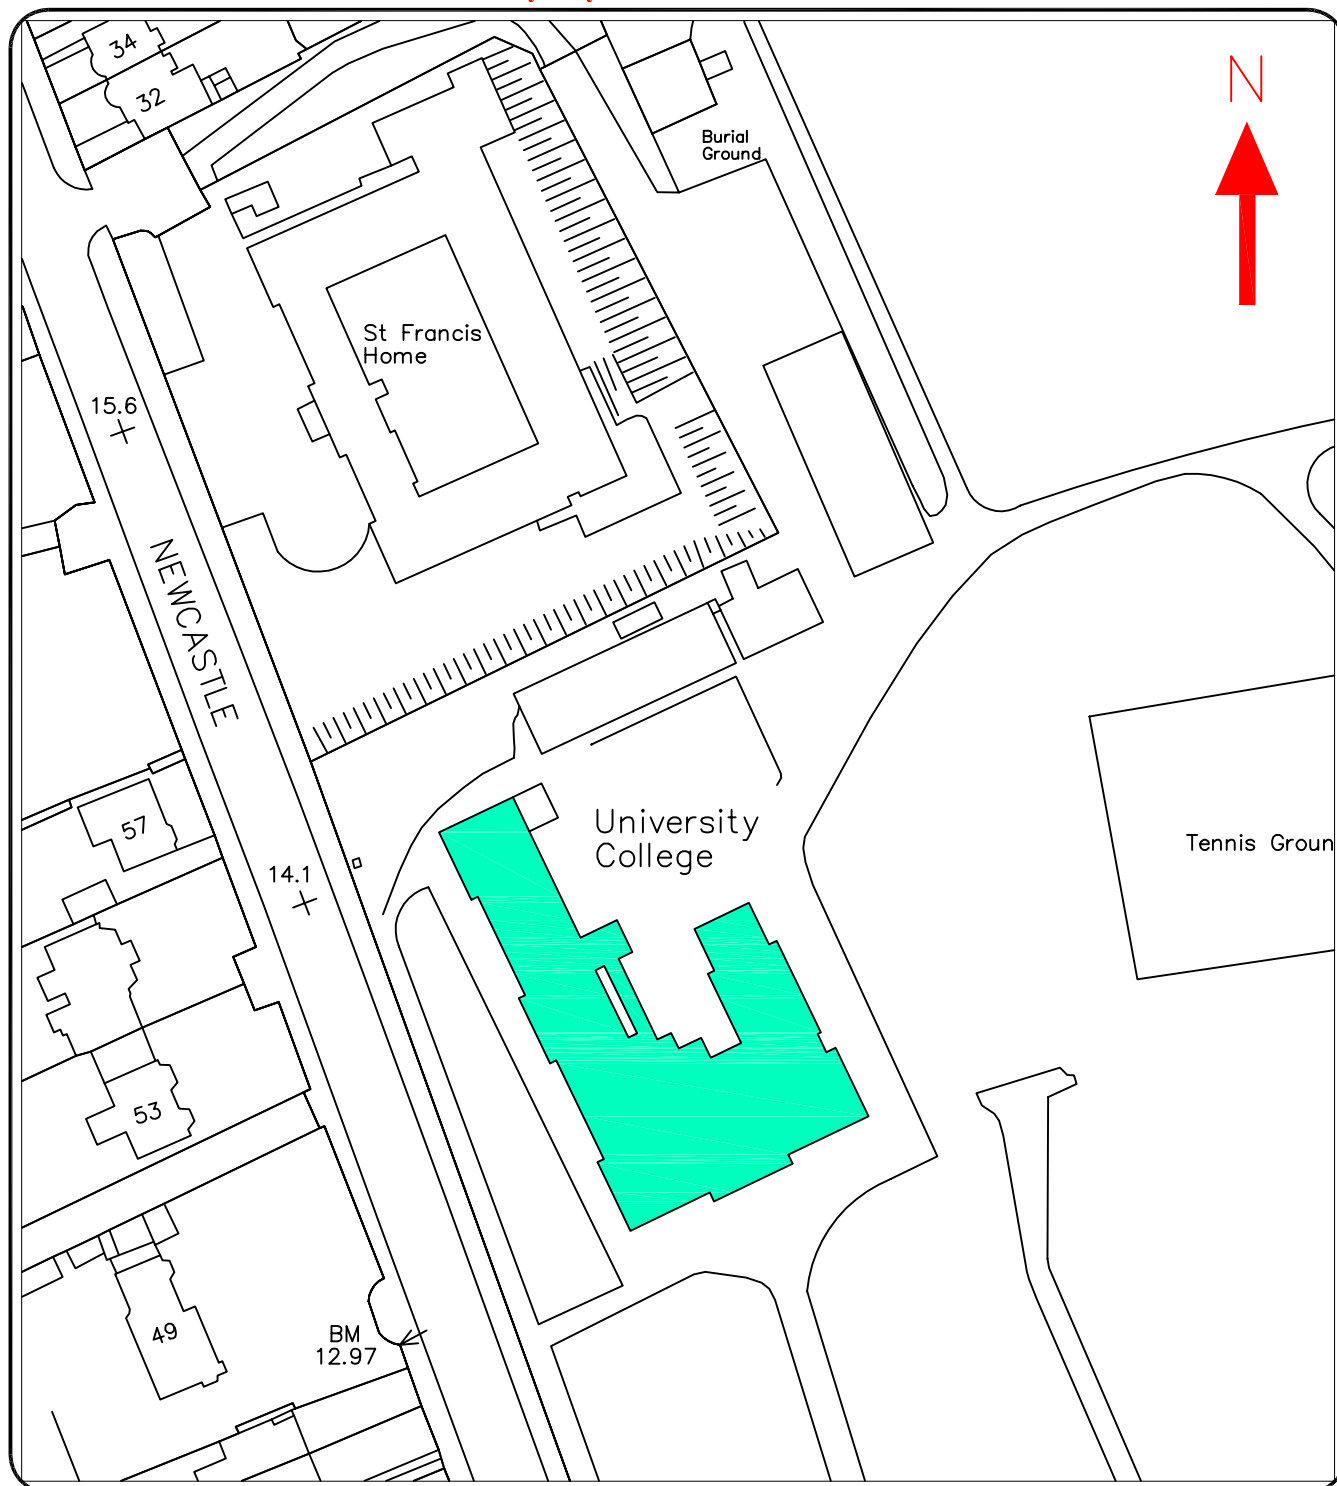 34
32
N
Burial
Ground
St Francis
Home
15.6
NEWCASTLE
University
College
57
Tennis Groun
14.1
53
49
BM
12.97